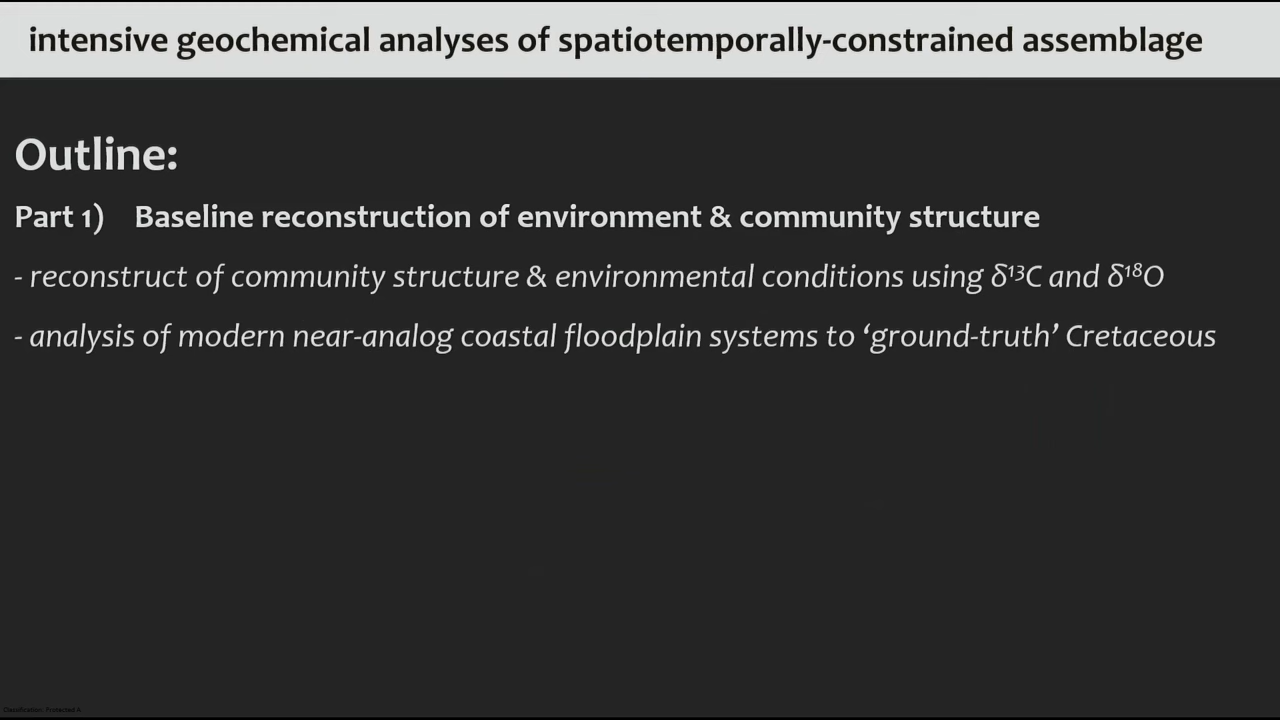 intensive geochemical analyses of spatiotemporally-constrained assemblage
Outline:
Part 1) Baseline reconstruction of environment & community structure
- reconstruct of community structure & environmental conditions using δ¹³C and δ¹⁸O
- analysis of modern near-analog coastal floodplain systems to ‘ground-truth’ Cretaceous
Classification: Protected A